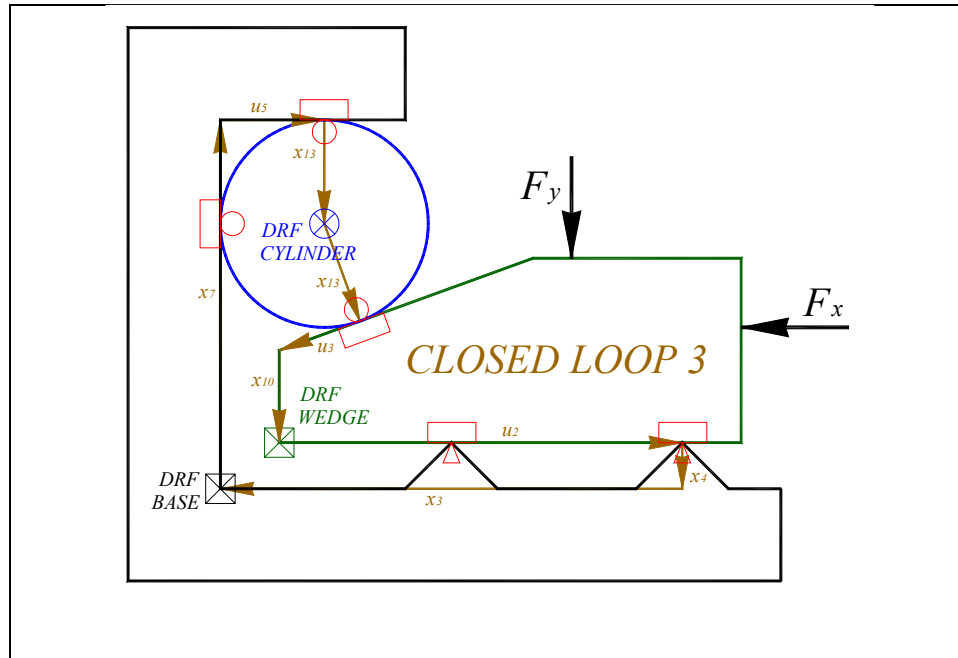 u5
x13
Fy
DRF
CYLINDER
x13
x7
Fx
u3
CLOSED LOOP 3
x10
DRF
WEDGE
u2
DRF
BASE
x3
x4